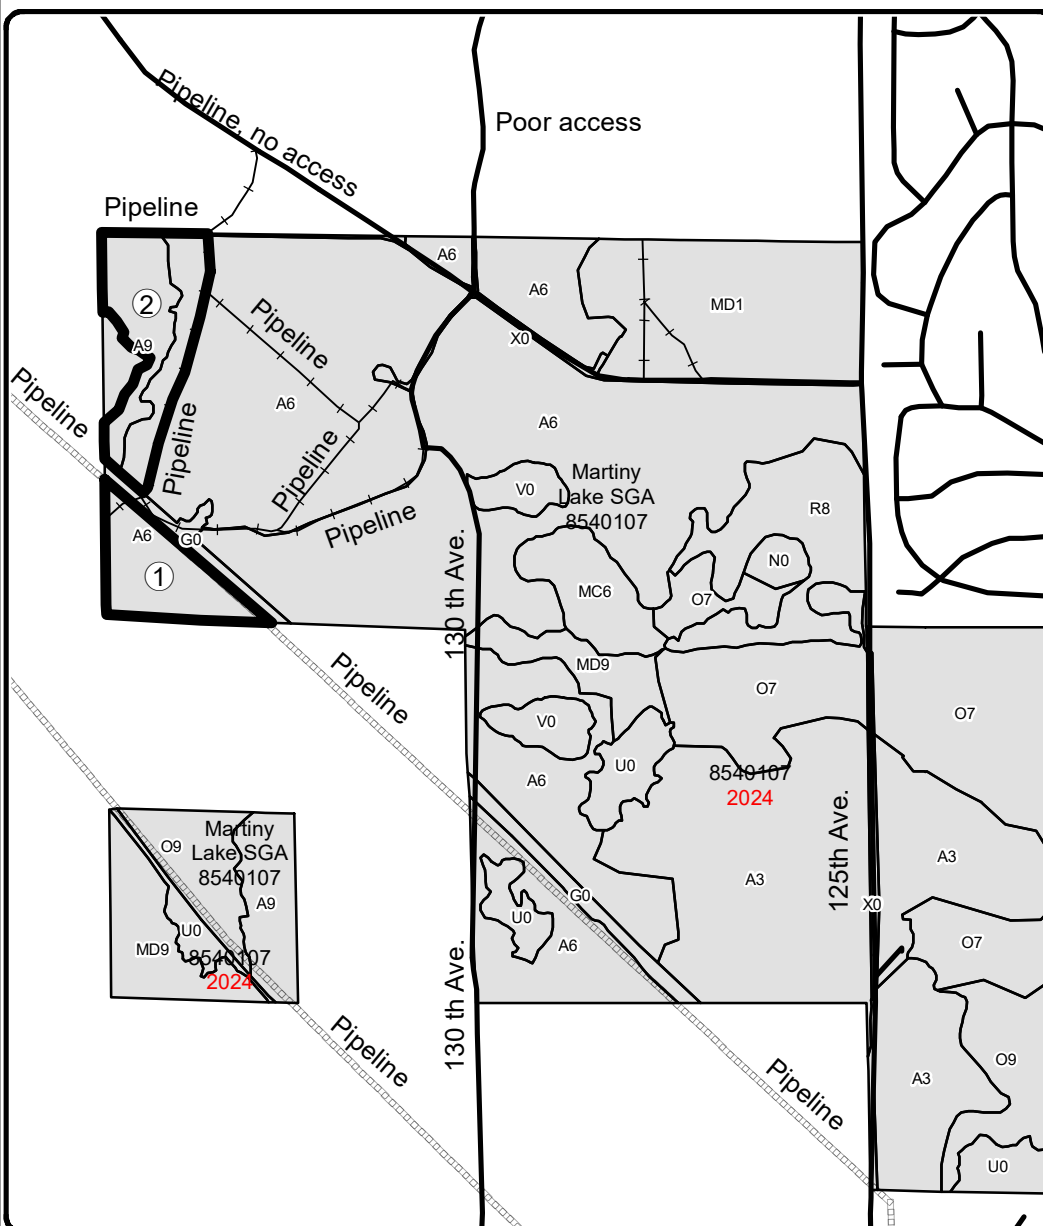 Poor access
Pipeline, no access
Pipeline
A6
A6
MD1
2
A9
X0
Pipeline
Pipeline
A6
Pipeline
A6
Pipeline
Martiny
Lake SGA
8540107
V0
R8
Pipeline
A6
G0
1
N0
MC6
O7
130 th Ave.
MD9
Pipeline
O7
O7
V0
U0
A6
8540107
2024
125th Ave.
Martiny
Lake SGA
8540107
O9
A9
A3
A3
G0
X0
U0
A6
O7
U0
MD9
8540107
2024
130 th Ave.
Pipeline
Pipeline
A3
O9
U0